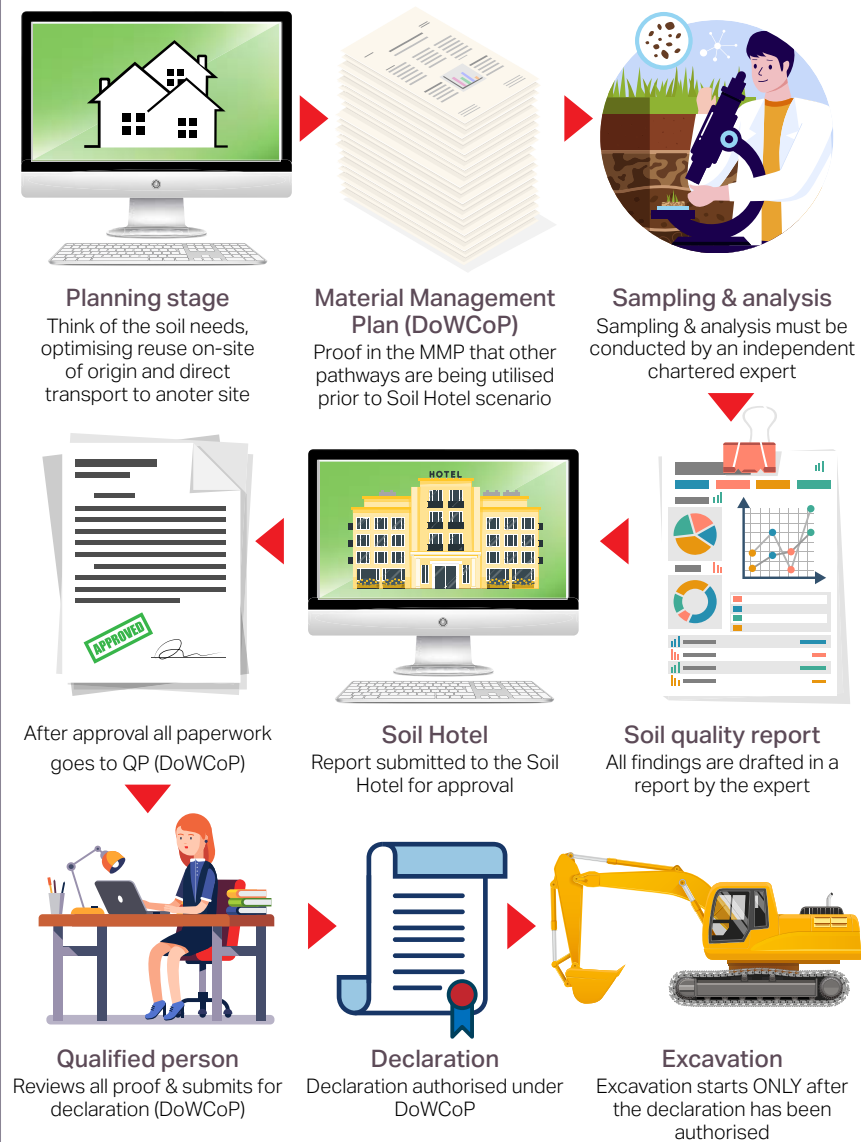 Planning stage
Think of the soil needs,
optimising reuse on-site
of origin and direct
transport to anoter site
Material Management
Plan (DoWCoP)
Proof in the MMP that other
pathways are being utilised
prior to Soil Hotel scenario
Sampling & analysis
Sampling & analysis must be
conducted by an independent
chartered expert
Soil quality report
All findings are drafted in a
report by the expert
HOTEL
Soil Hotel
Report submitted to the Soil
Hotel for approval
APPROVED
After approval all paperwork
goes to QP (DoWCoP)
Qualified person
Reviews all proof & submits for
declaration (DoWCoP)
Declaration
Declaration authorised under
DoWCoP
Excavation
Excavation starts ONLY after
the declaration has been
authorised